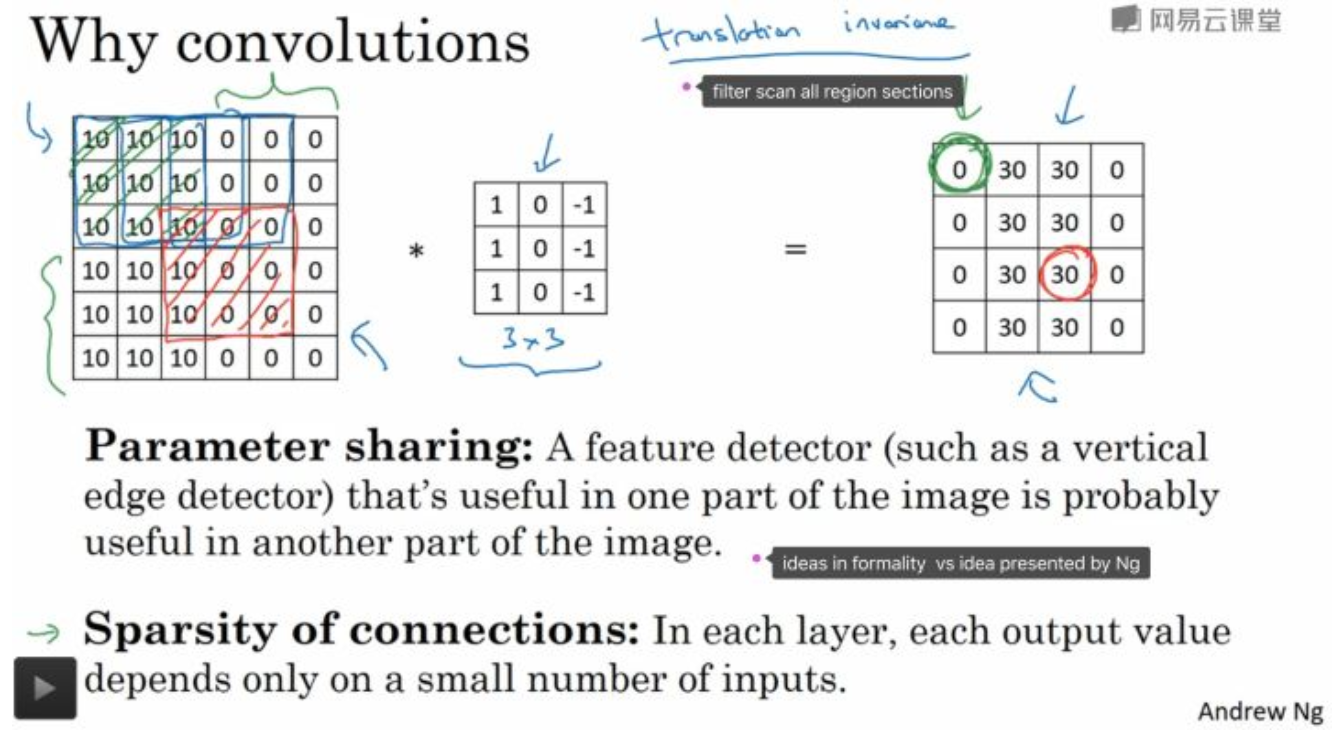 Why convolutions
translation invariance
网易云课堂
filter scan all region sections
10 10 10 0 0 0
10 10 10 0 0 0
10 10 10 0 0 0
10 10 10 0 0 0
10 10 10 0 0 0
10 10 10 0 0 0
*
1 0 -1
1 0 -1
1 0 -1
3×3
=
0 30 30 0
0 30 30 0
0 30 30 0
0 30 30 0
Parameter sharing: A feature detector (such as a vertical
edge detector) that's useful in one part of the image is probably
useful in another part of the image.
ideas in formality vs idea presented by Ng
Sparsity of connections: In each layer, each output value
depends only on a small number of inputs.
Andrew Ng